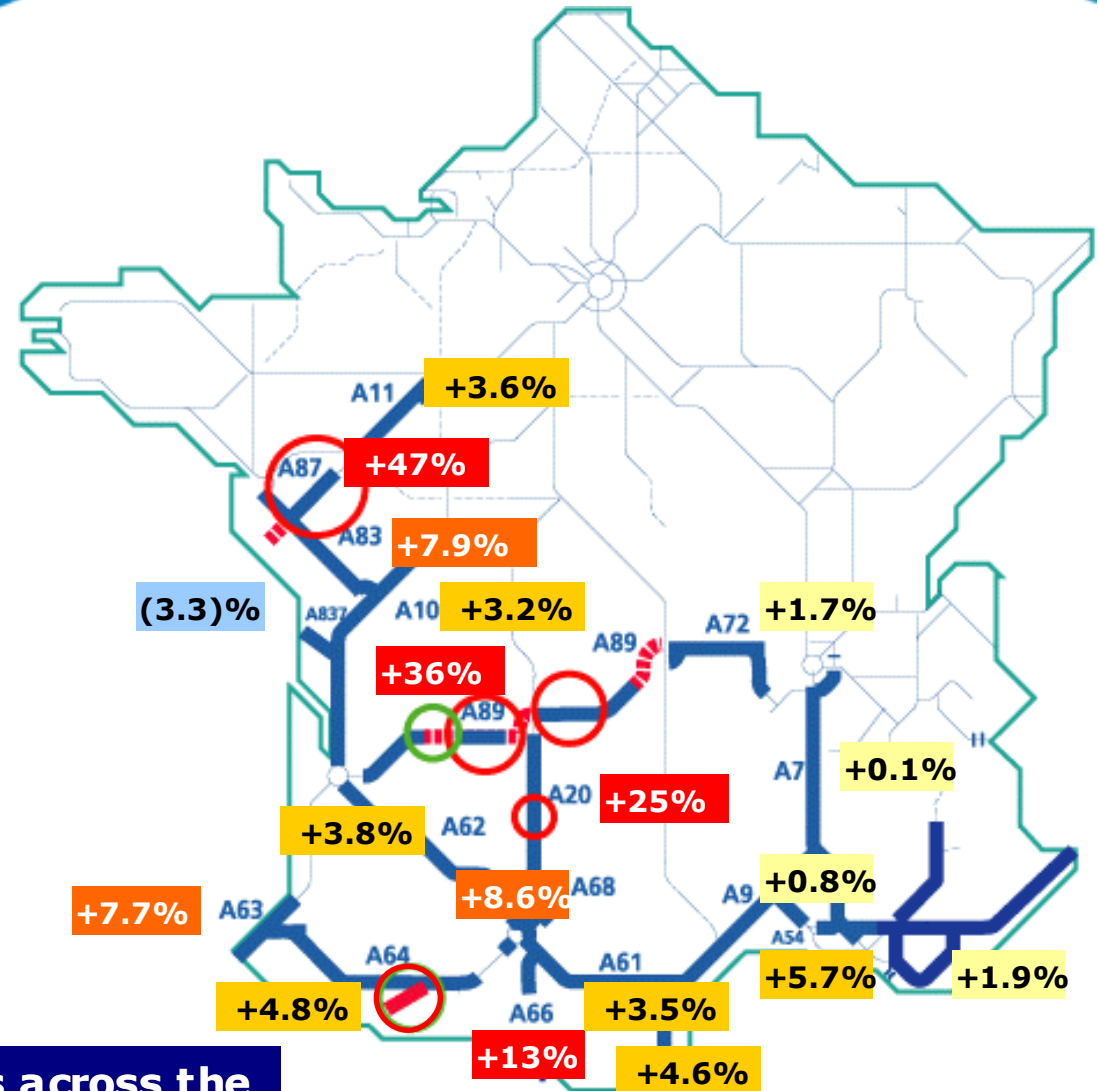 A11
+3.6%
A87
+47%
A83
+7.9%
(3.3)%
A837
A10
+3.2%
+1.7%
A89
A72
+36%
A89
A7
+0.1%
A20
+25%
+3.8%
A62
+0.8%
+8.6%
A68
A9
+7.7%
A63
A54
A64
A61
+5.7%
+1.9%
+4.8%
A66
+3.5%
+13%
+4.6%
s across the